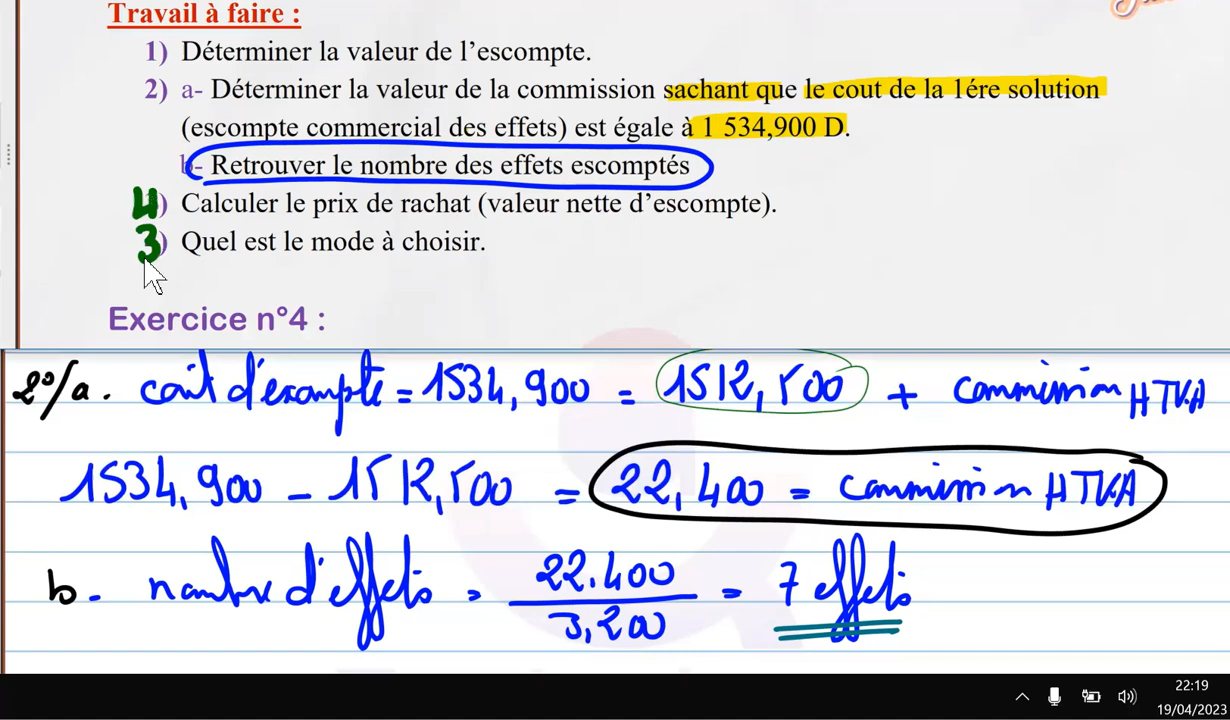 Travail à faire :
1) Déterminer la valeur de l'escompte.
2) a- Déterminer la valeur de la commission sachant que le cout de la 1ére solution
(escompte commercial des effets) est égale à 1 534,900 D.
b- Retrouver le nombre des effets escomptés
4) Calculer le prix de rachat (valeur nette d'escompte).
3) Quel est le mode à choisir.
Exercice n°4 :
2°/a. coût d'escompte = 1534,900 = 1512,500 + commission HTVA
1534,900 - 1512,500 = 22,400 = commission HTVA
b. nombre d'effets = 22.400 / 3,200 = 7 effets
22:19
19/04/2023